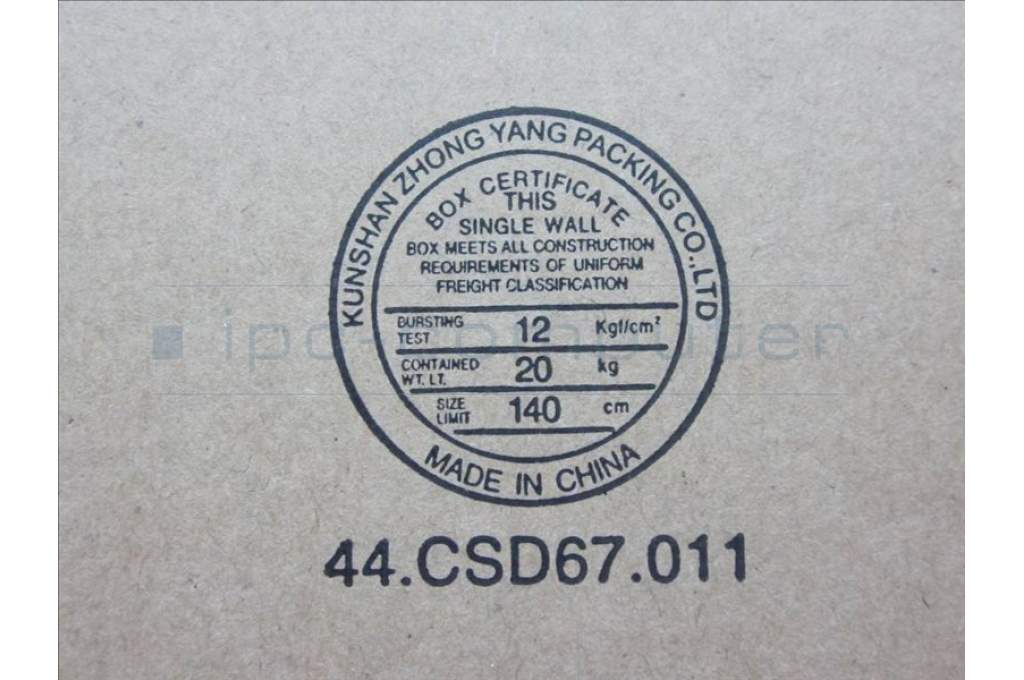 KUNSHAN ZHONG YANG PACKING CO.,LTD
BOX CERTIFICATE
THIS
SINGLE WALL
BOX MEETS ALL CONSTRUCTION
REQUIREMENTS OF UNIFORM
FREIGHT CLASSIFICATION
BURSTING TEST 12 Kgf/cm²
CONTAINED WT. LT. 20 kg
SIZE LIMIT 140 cm
MADE IN CHINA
44.CSD67.011
ipc-computer